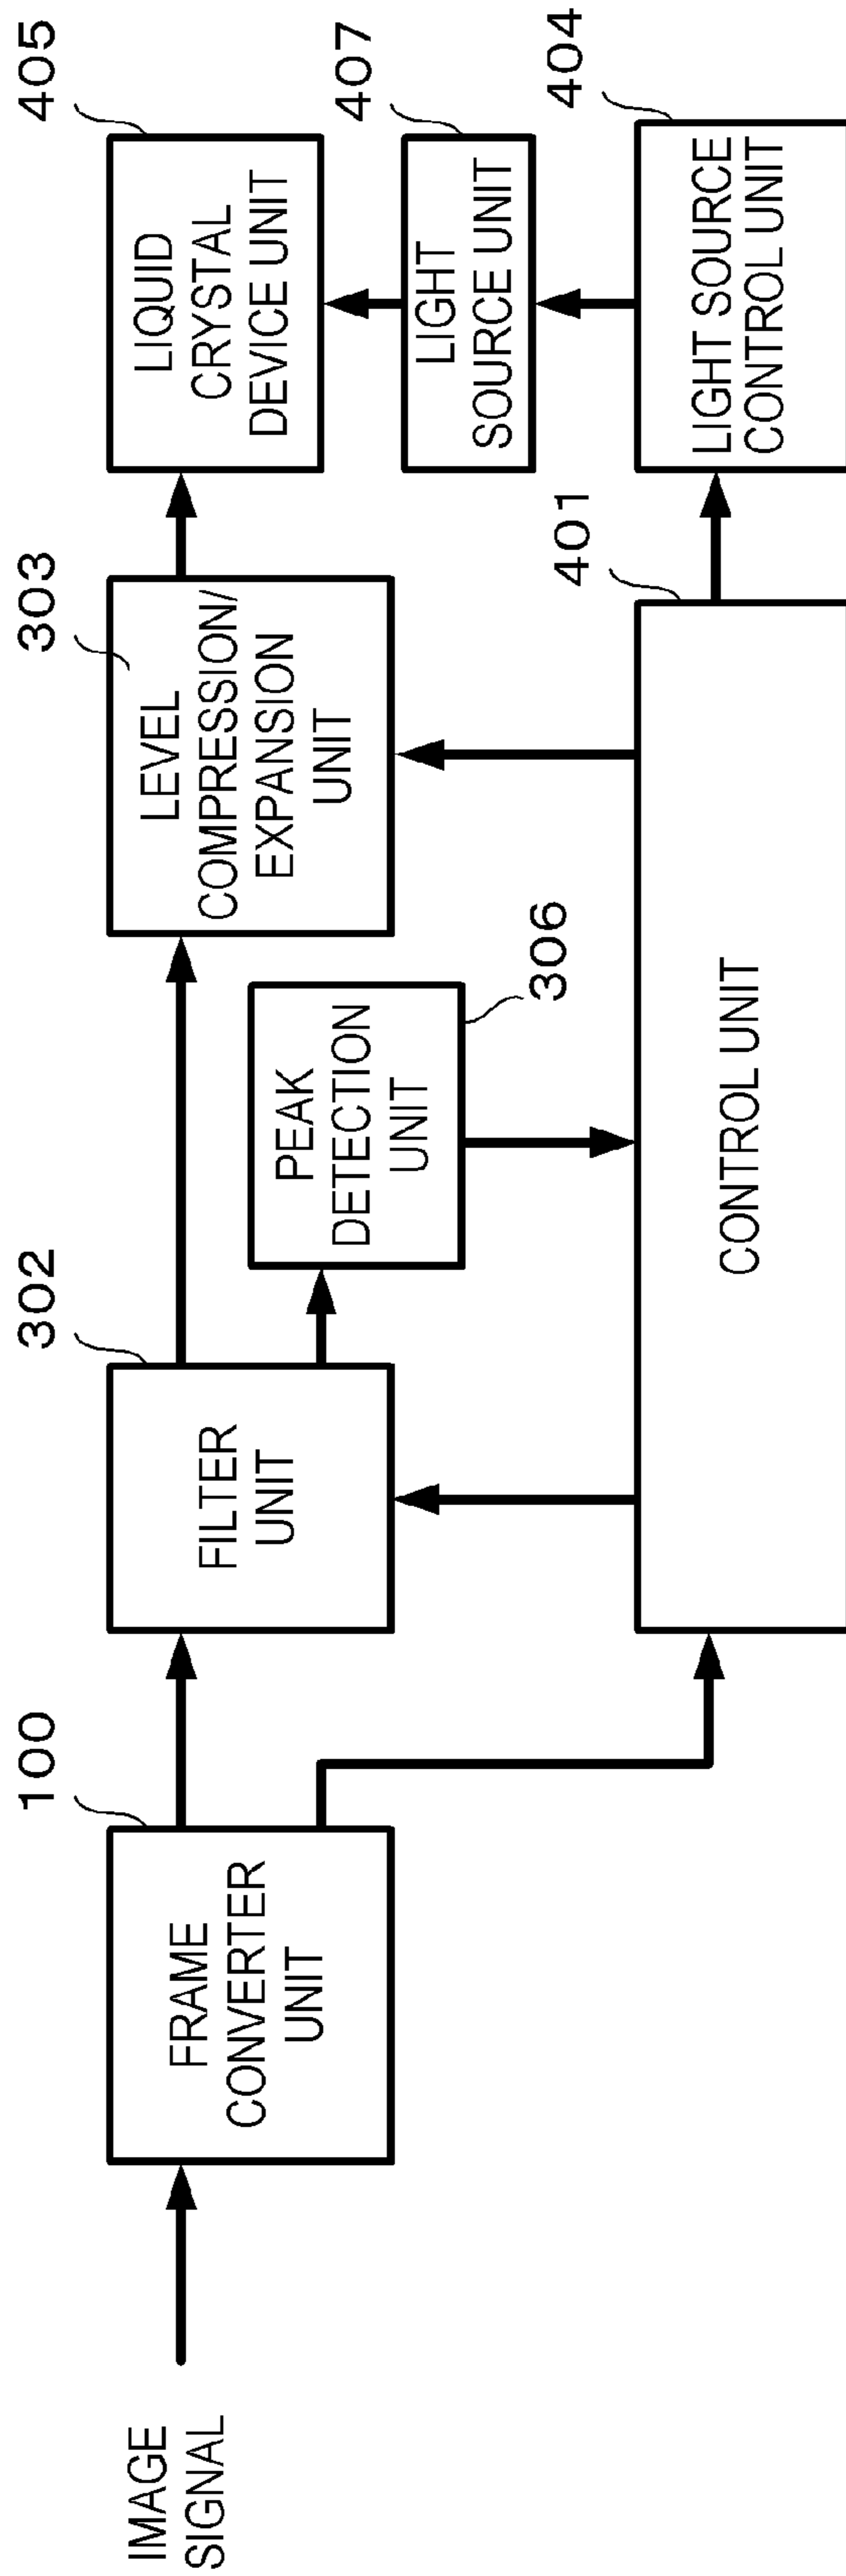 IMAGE
SIGNAL
100
FRAME
CONVERTER
UNIT
302
FILTER
UNIT
306
PEAK
DETECTION
UNIT
303
LEVEL
COMPRESSION/
EXPANSION
UNIT
405
LIQUID
CRYSTAL
DEVICE UNIT
407
LIGHT
SOURCE UNIT
404
LIGHT SOURCE
CONTROL UNIT
401
CONTROL UNIT